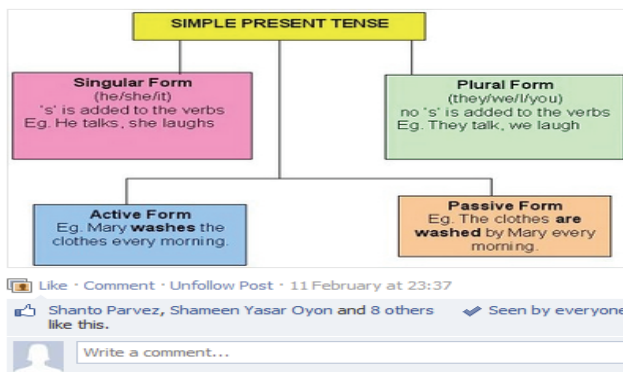 SIMPLE PRESENT TENSE
Singular Form
(he/she/it)
's' is added to the verbs
Eg. He talks, she laughs
Plural Form
(they/we/I/you)
no 's' is added to the verbs
Eg. They talk, we laugh
Active Form
Eg. Mary washes the
clothes every morning.
Passive Form
Eg. The clothes are
washed by Mary every
morning.
Like · Comment · Unfollow Post · 11 February at 23:37
Shanto Parvez, Shameen Yasar Oyon and 8 others
like this.
Seen by everyone
Write a comment...